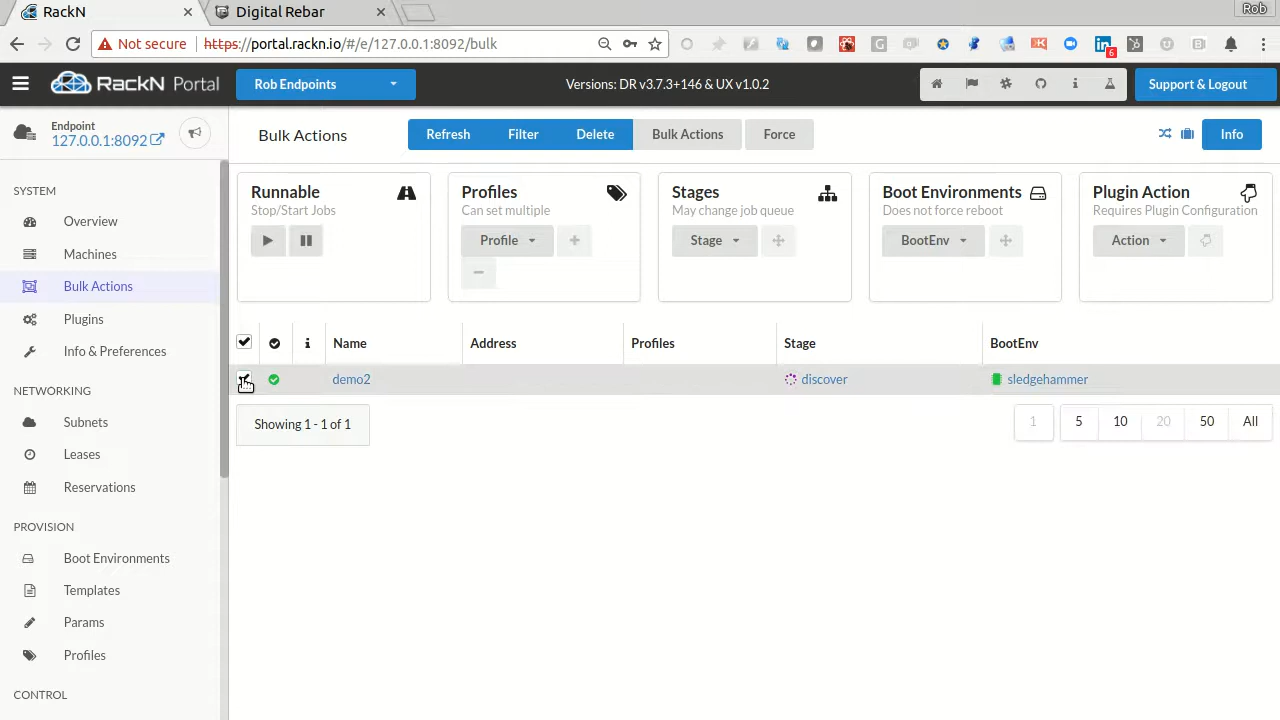 RackN
Digital Rebar
Rob
Not secure
https://portal.rackn.io/#/e/127.0.0.1:8092/bulk
6
RackN Portal
Rob Endpoints
Versions: DR v3.7.3+146 & UX v1.0.2
Support & Logout
Endpoint
127.0.0.1:8092
Bulk Actions
Refresh
Filter
Delete
Bulk Actions
Force
Info
SYSTEM
Overview
Machines
Bulk Actions
Plugins
Info & Preferences
NETWORKING
Subnets
Leases
Reservations
PROVISION
Boot Environments
Templates
Params
Profiles
CONTROL
Runnable
Stop/Start Jobs
Profiles
Can set multiple
Profile
Stages
May change job queue
Stage
Boot Environments
Does not force reboot
BootEnv
Plugin Action
Requires Plugin Configuration
Action
Name
Address
Profiles
Stage
BootEnv
demo2
discover
sledgehammer
Showing 1 - 1 of 1
1
5
10
20
50
All